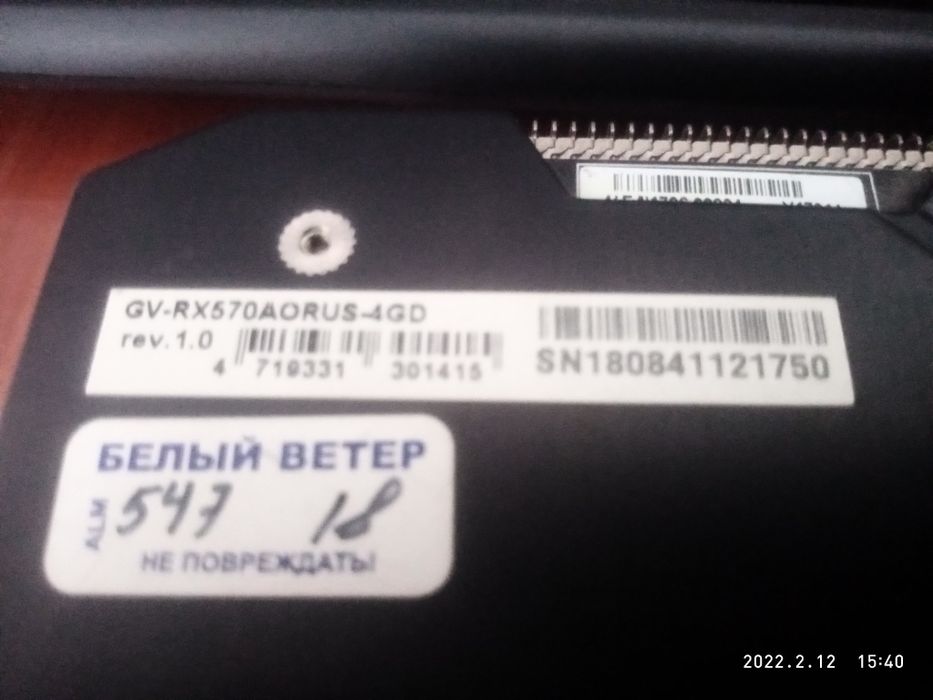 GV-RX570AORUS-4GD
rev.1.0
4 719331 301415
SN180841121750
БЕЛЫЙ ВЕТЕР
ALM 547 18
НЕ ПОВРЕЖДАТЬ!
2022.2.12 15:40